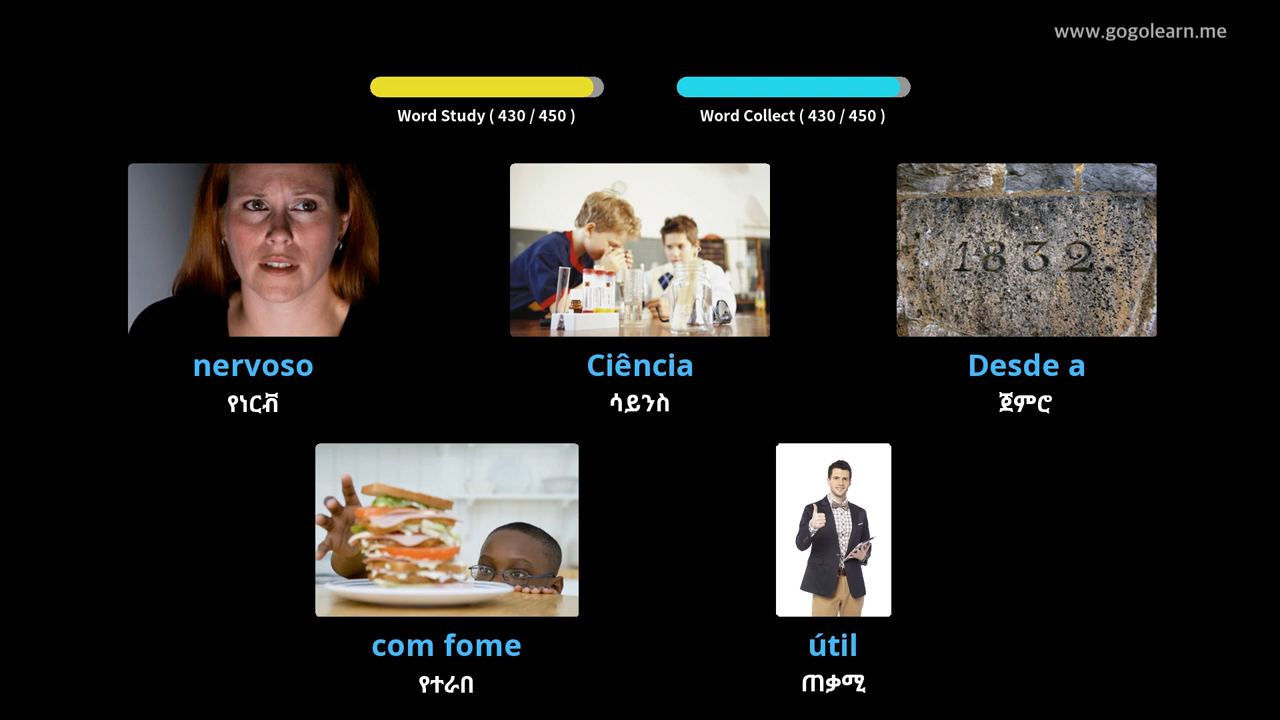 www.gogolearn.me
Word Study ( 430 / 450 )
Word Collect ( 430 / 450 )
1832
nervoso
Ciência
Desde a
የነርቭ
ሳይንስ
ጀምሮ
com fome
útil
የተራበ
ጠቃሚ